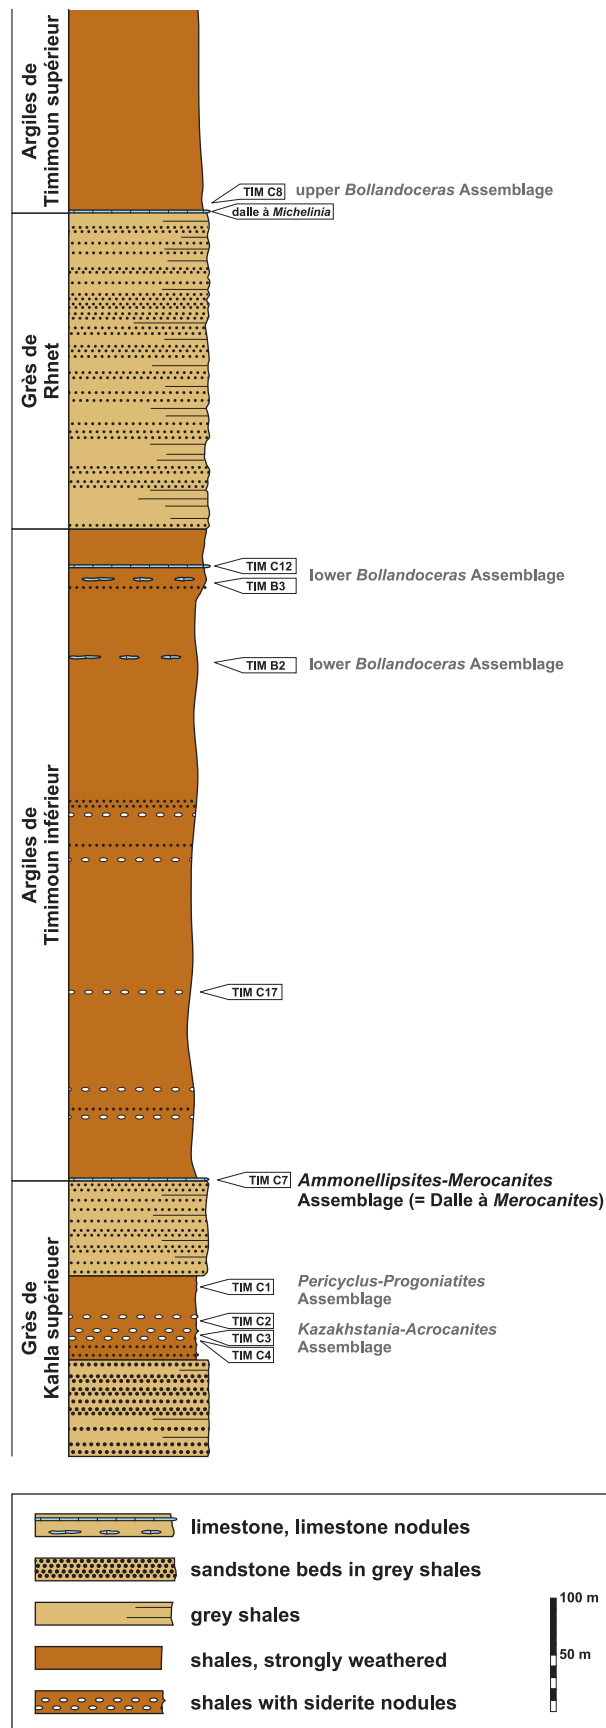 Argiles de
Timimoun supérieur
TIM C8
upper Bollandoceras Assemblage
dalle à Michelinia
Grès de
Rhnet
TIM C12
lower Bollandoceras Assemblage
TIM B3
TIM B2
lower Bollandoceras Assemblage
Argiles de
Timimoun inférieur
TIM C17
TIM C7
Ammonellipsites-Merocanites
Assemblage (= Dalle à Merocanites)
Grès de
Kahla supérieuer
TIM C1
Pericyclus-Progoniatites
Assemblage
TIM C2
TIM C3
TIM C4
Kazakhstania-Acrocanites
Assemblage
limestone, limestone nodules
sandstone beds in grey shales
grey shales
shales, strongly weathered
shales with siderite nodules
100 m
50 m